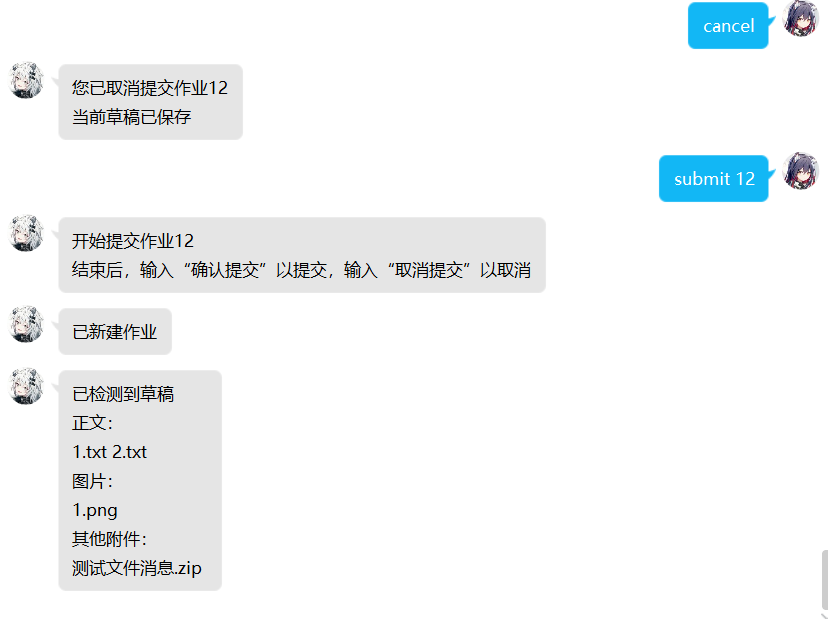 cancel
您已取消提交作业12
当前草稿已保存
submit 12
开始提交作业12
结束后，输入“确认提交”以提交，输入“取消提交”以取消
已新建作业
已检测到草稿
正文：
1.txt 2.txt
图片：
1.png
其他附件：
测试文件消息.zip